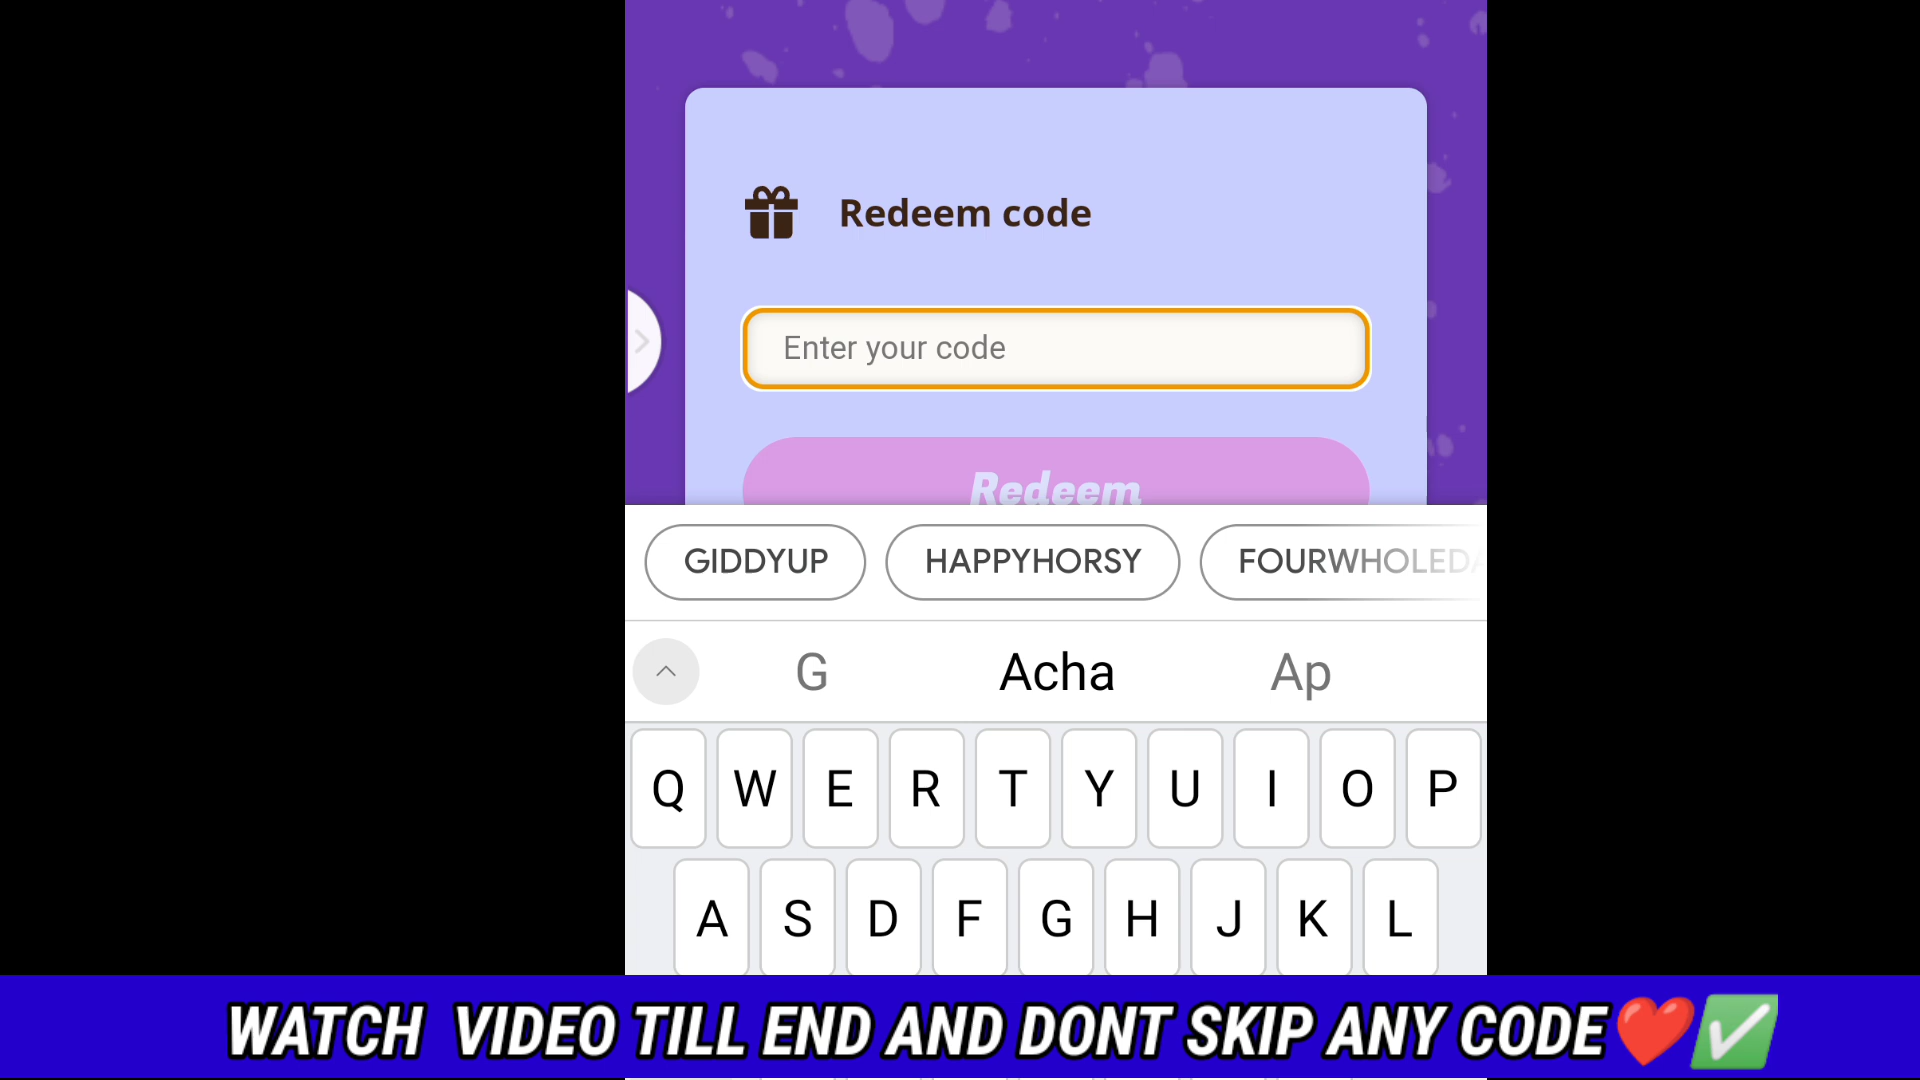 Redeem code
Enter your code
Redeem
GIDDYUP HAPPYHORSY FOURWHOLEDA
G Acha Ap
Q W E R T Y U I O P
A S D F G H J K L
WATCH VIDEO TILL END AND DONT SKIP ANY CODE❤️✅